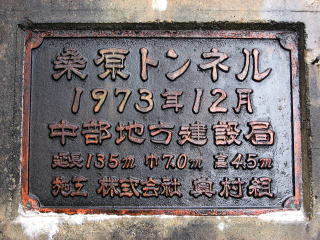 桑原トンネル
1973年12月
中部地方建設局
延長135m 巾7.0m 高4.5m
施工 株式会社 奥村組